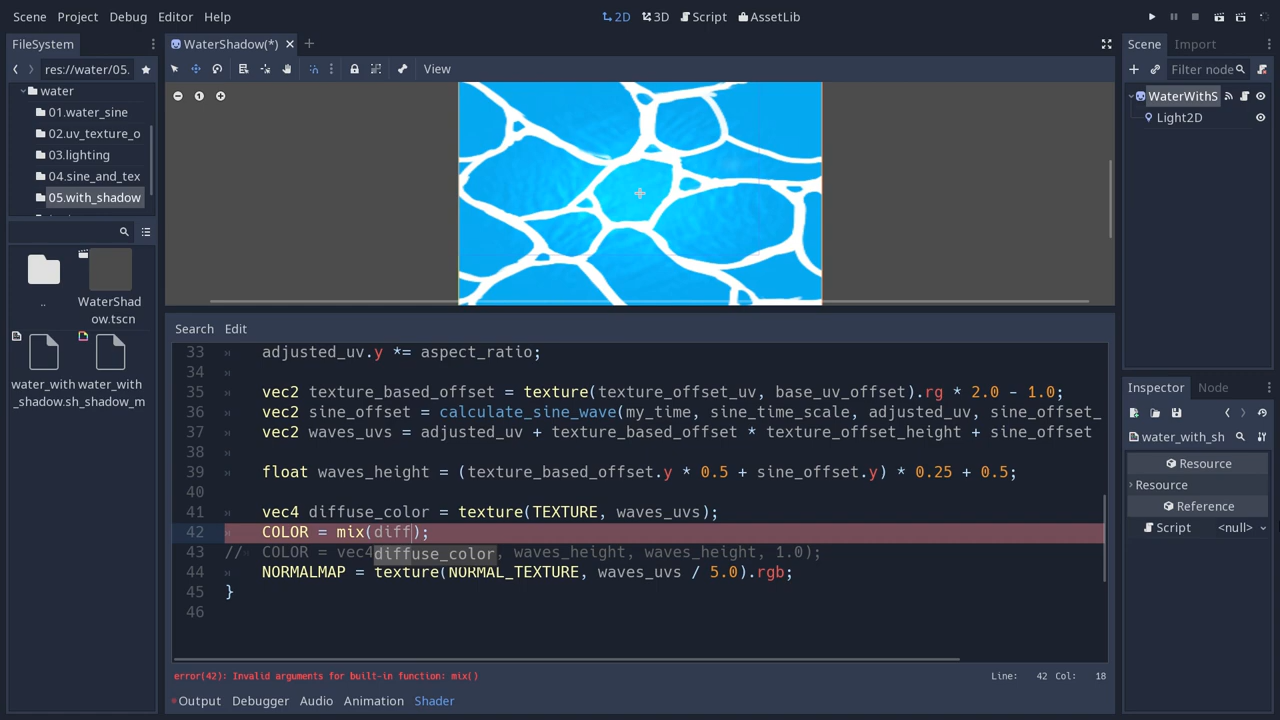 Scene Project Debug Editor Help
2D 3D Script AssetLib
FileSystem
WaterShadow(*)
Scene Import
res://water/05.
View
Filter node
water
01.water_sine
02.uv_texture_o
03.lighting
04.sine_and_tex
05.with_shadow
WaterWithS
Light2D
..
WaterShad
ow.tscn
water_with
_shadow.sh
water_with
_shadow_m
Search Edit
33 adjusted_uv.y *= aspect_ratio;
34
35 vec2 texture_based_offset = texture(texture_offset_uv, base_uv_offset).rg * 2.0 - 1.0;
36 vec2 sine_offset = calculate_sine_wave(my_time, sine_time_scale, adjusted_uv, sine_offset_
37 vec2 waves_uvs = adjusted_uv + texture_based_offset * texture_offset_height + sine_offset
38
39 float waves_height = (texture_based_offset.y * 0.5 + sine_offset.y) * 0.25 + 0.5;
40
41 vec4 diffuse_color = texture(TEXTURE, waves_uvs);
42 COLOR = mix(diff);
43 // COLOR = vec4 , waves_height, waves_height, 1.0);
diffuse_color
44 NORMALMAP = texture(NORMAL_TEXTURE, waves_uvs / 5.0).rgb;
45 }
46
error(42): Invalid arguments for built-in function: mix()
Line: 42 Col: 18
Output Debugger Audio Animation Shader
Inspector Node
water_with_sh
Resource
Resource
Reference
Script <null>